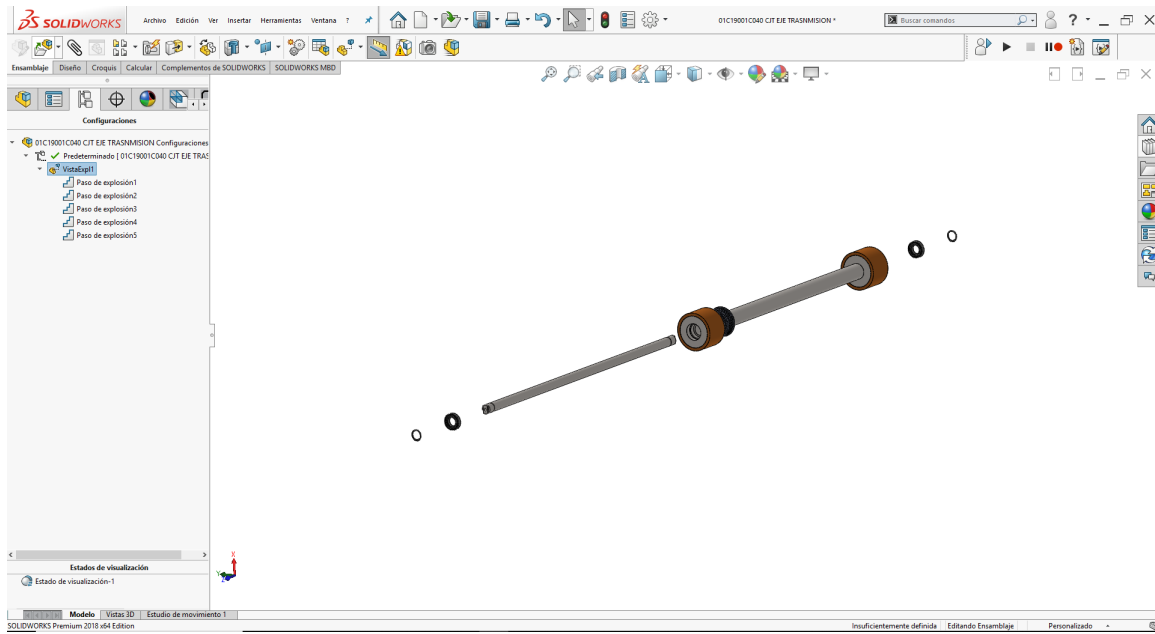 SOLIDWORKS Archivo Edición Ver Insertar Herramientas Ventana ? 01C19001C040 CJT EJE TRASNMISION * Buscar comandos ?
Ensamblaje Diseño Croquis Calcular Complementos de SOLIDWORKS SOLIDWORKS MBD
Configuraciones
01C19001C040 CJT EJE TRASNMISION Configuraciones
Predeterminado [ 01C19001C040 CJT EJE TRAS
VistaExpl1
Paso de explosión1
Paso de explosión2
Paso de explosión3
Paso de explosión4
Paso de explosión5
X
Y
Estados de visualización
Estado de visualización-1
Modelo Vistas 3D Estudio de movimiento 1
SOLIDWORKS Premium 2018 x64 Edition Insuficientemente definida Editando Ensamblaje Personalizado